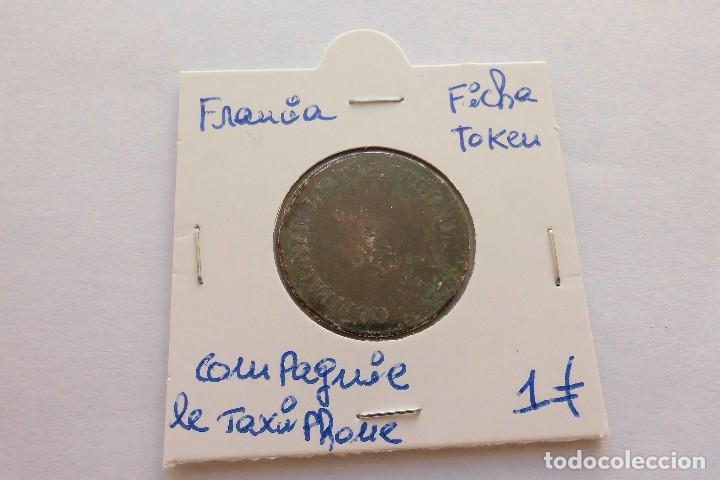 Francia
Ficha
Token
compagnie
le Taxiphone
1
todocoleccion